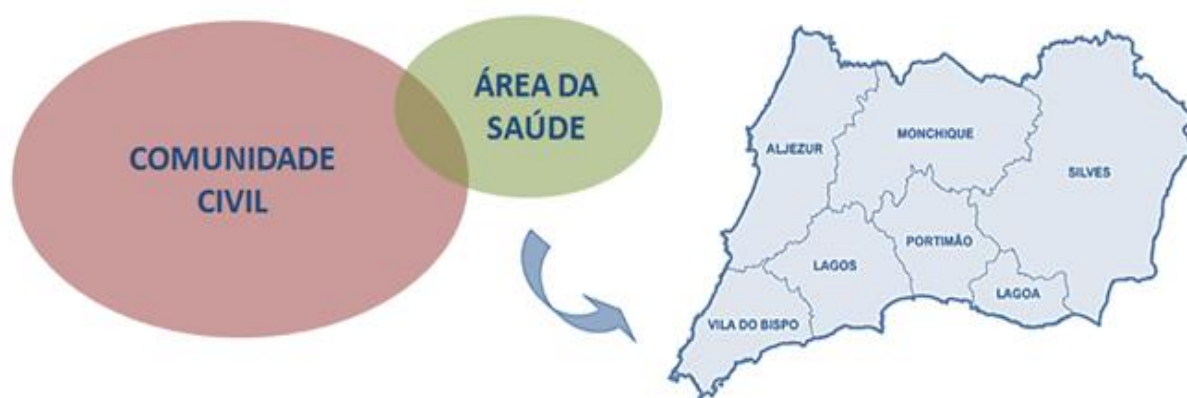 COMUNIDADE
CIVIL
ÁREA DA
SAÚDE
ALJEZUR
MONCHIQUE
SILVES
PORTIMÃO
LAGOS
LAGOA
VILA DO BISPO